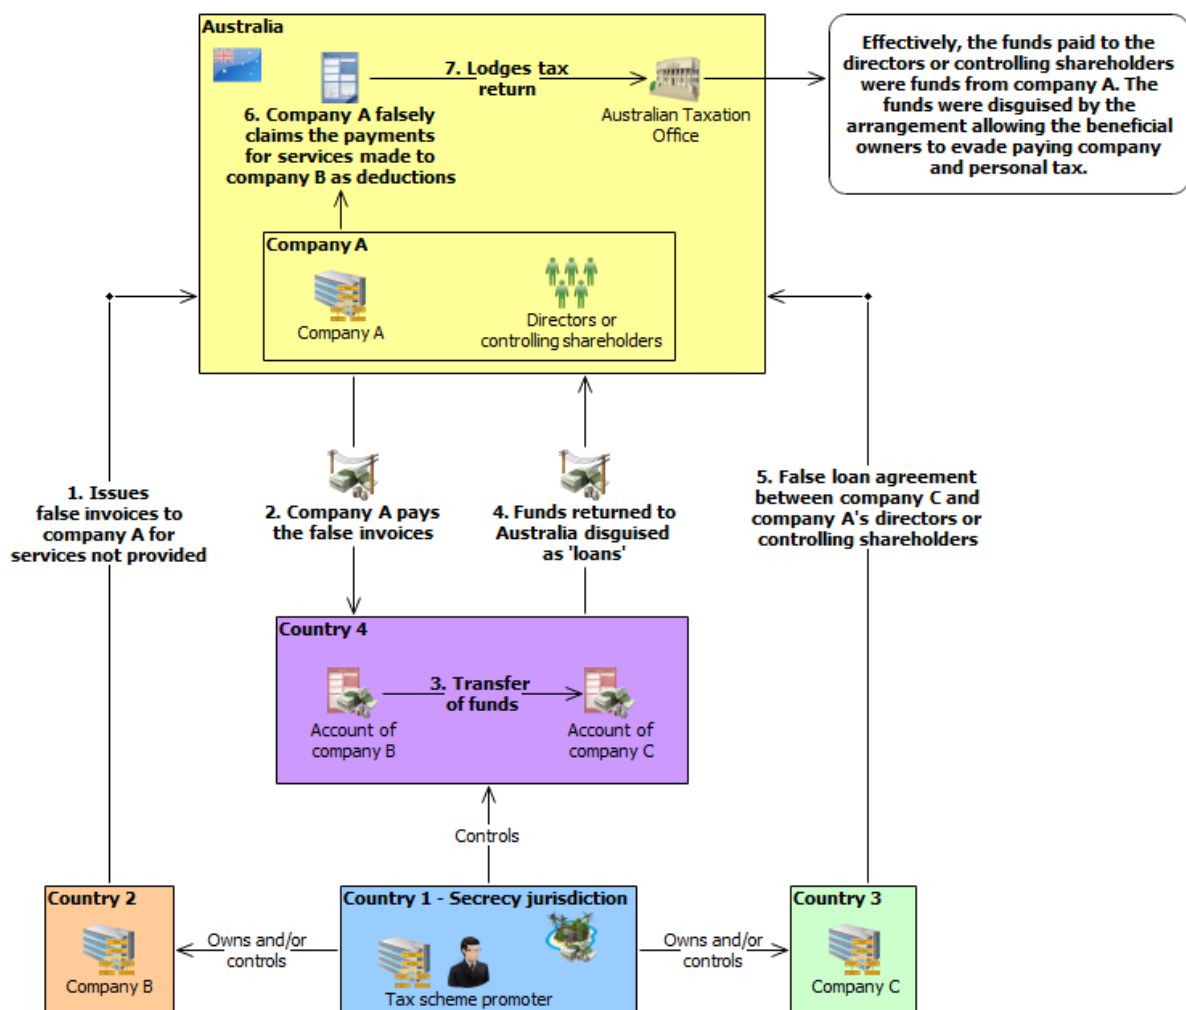 Australia
7. Lodges tax
return
Australian Taxation
Office
Effectively, the funds paid to the
directors or controlling shareholders
were funds from company A. The
funds were disguised by the
arrangement allowing the beneficial
owners to evade paying company
and personal tax.
6. Company A falsely
claims the payments
for services made to
company B as deductions
Company A
Company A
Directors or
controlling shareholders
1. Issues
false invoices to
company A for
services not provided
2. Company A pays
the false invoices
4. Funds returned to
Australia disguised
as 'loans'
5. False loan agreement
between company C and
company A's directors or
controlling shareholders
Country 4
3. Transfer
of funds
Account of
company B
Account of
company C
Controls
Country 2
Company B
Owns and/or
controls
Country 1 - Secrecy jurisdiction
Tax scheme promoter
Owns and/or
controls
Country 3
Company C